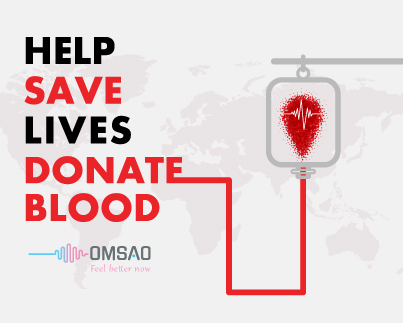 HELP
SAVE
LIVES
DONATE
BLOOD
OMSAO
Feel better now